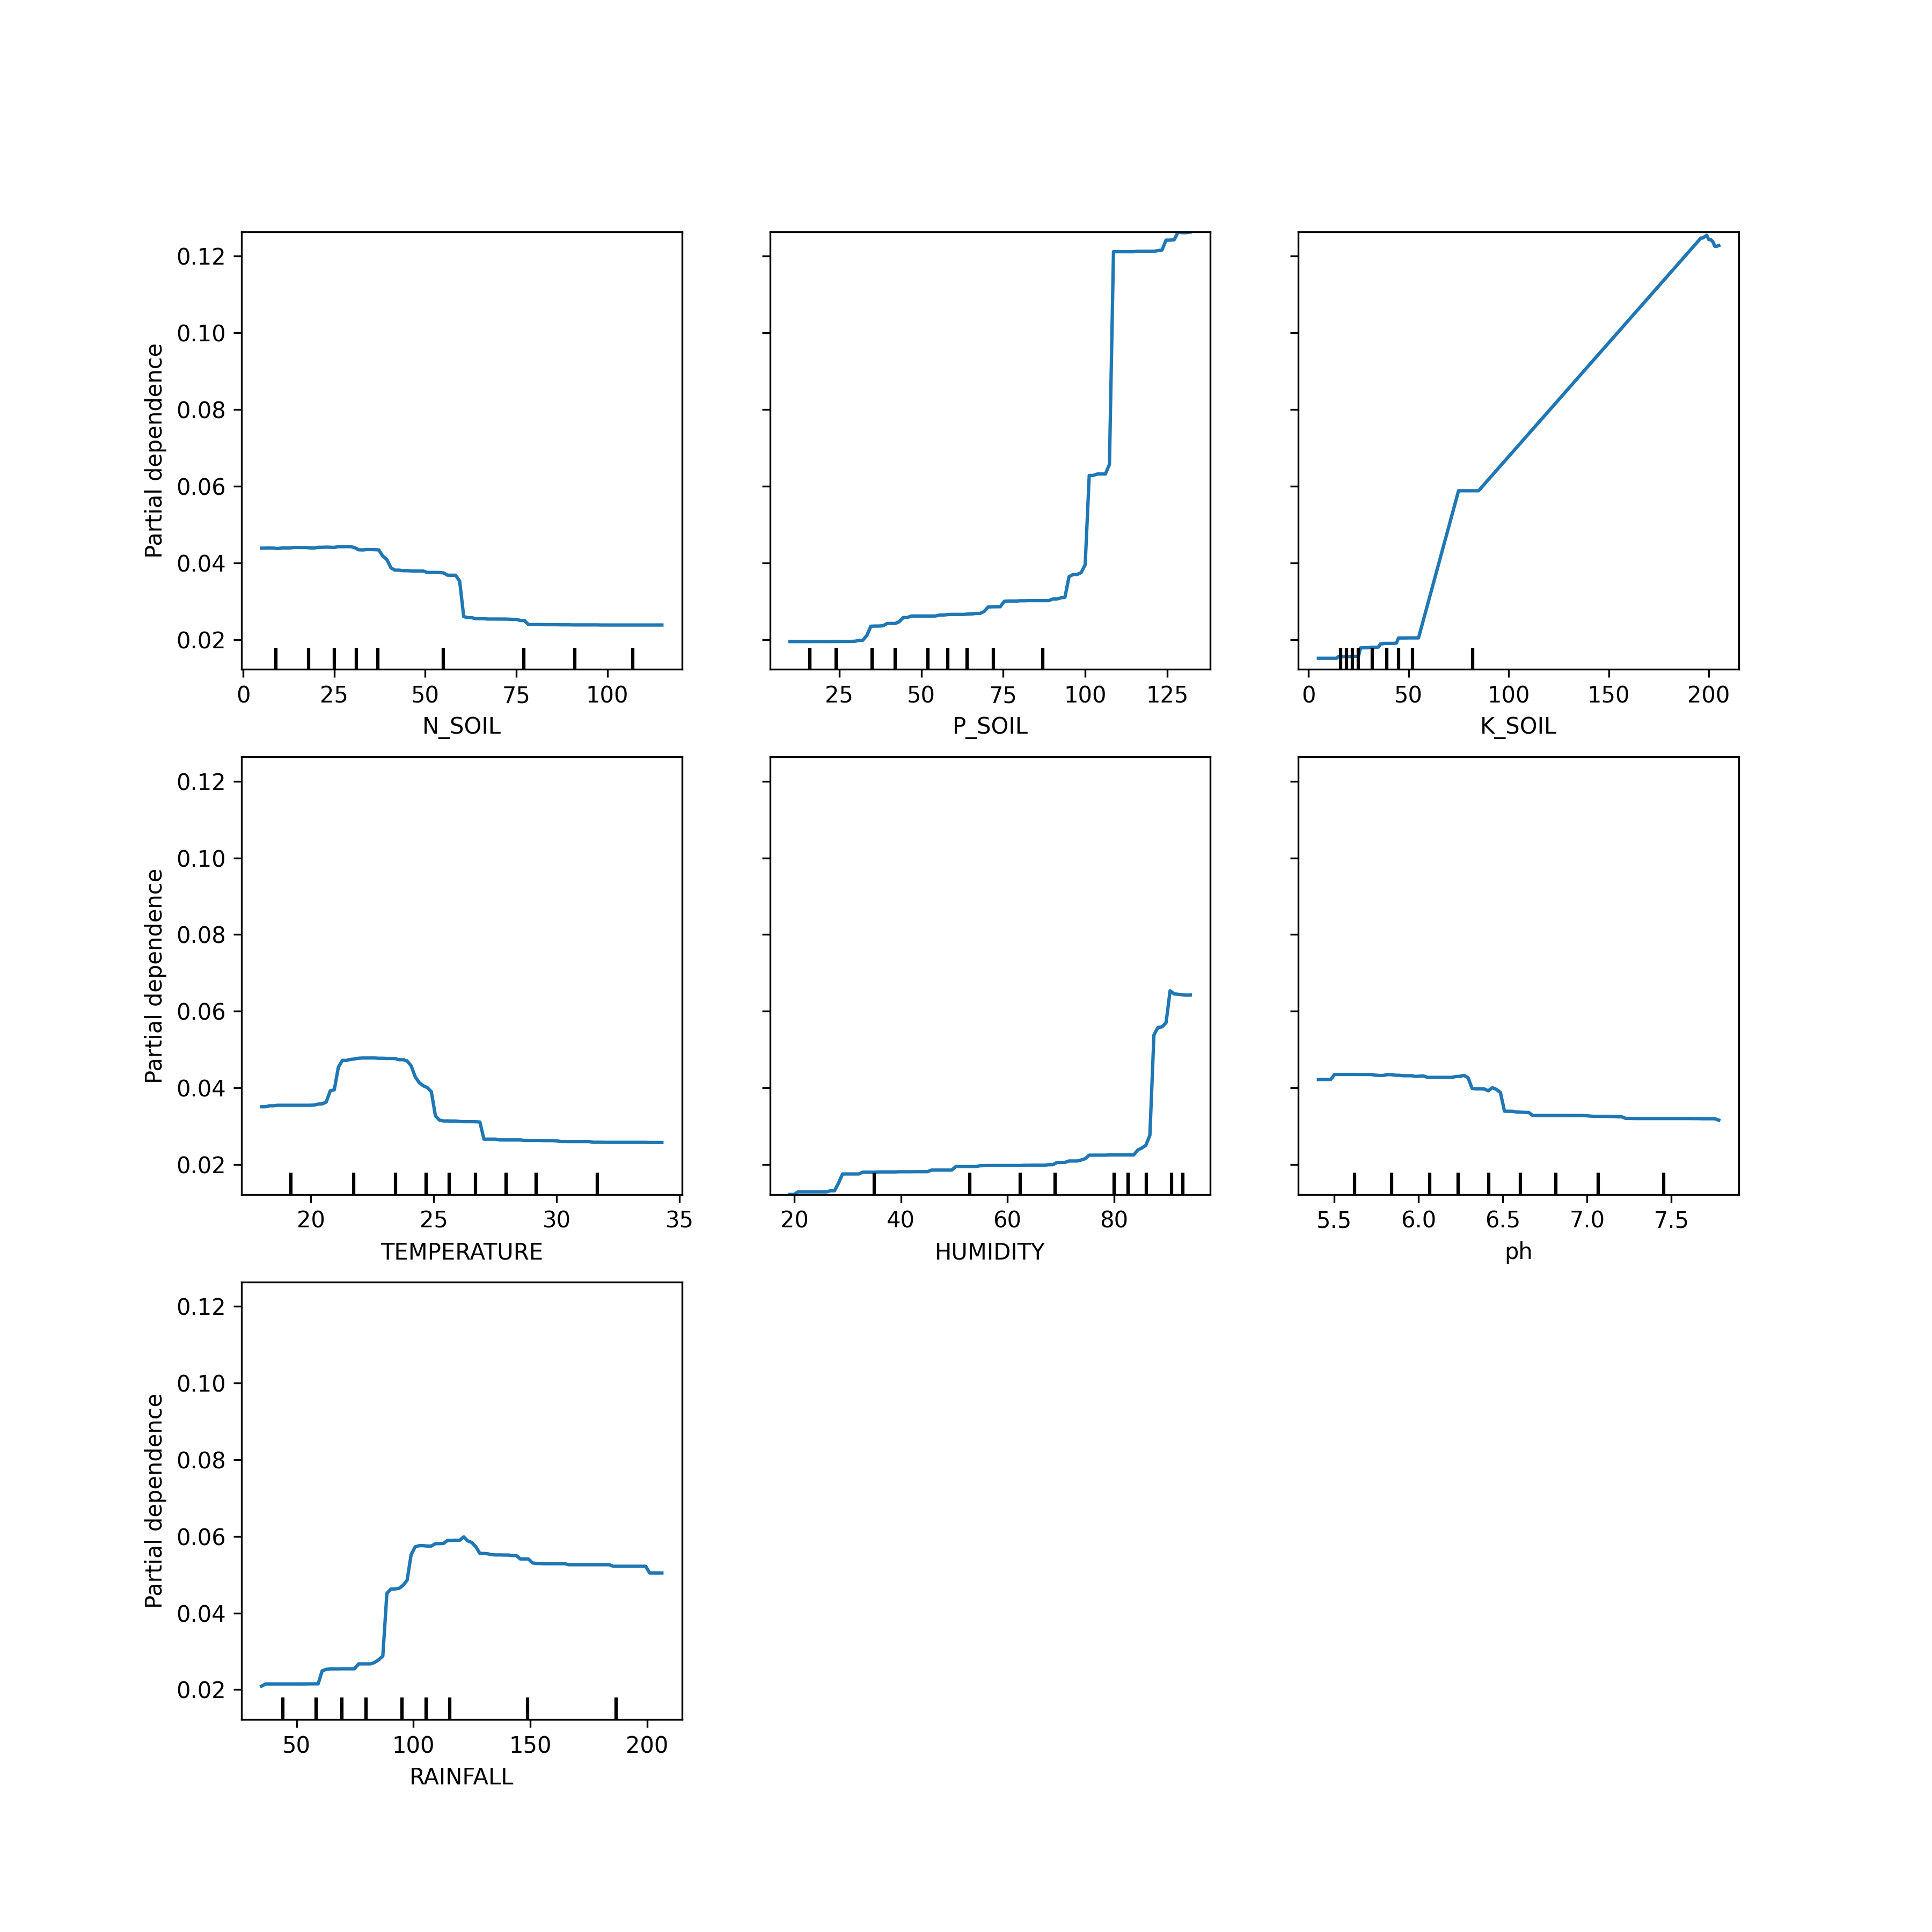 Partial dependence
0.12
0.10
0.08
0.06
0.04
0.02
0 25 50 75 100
N_SOIL
25 50 75 100 125
P_SOIL
0 50 100 150 200
K_SOIL
Partial dependence
0.12
0.10
0.08
0.06
0.04
0.02
20 25 30 35
TEMPERATURE
20 40 60 80
HUMIDITY
5.5 6.0 6.5 7.0 7.5
ph
Partial dependence
0.12
0.10
0.08
0.06
0.04
0.02
50 100 150 200
RAINFALL